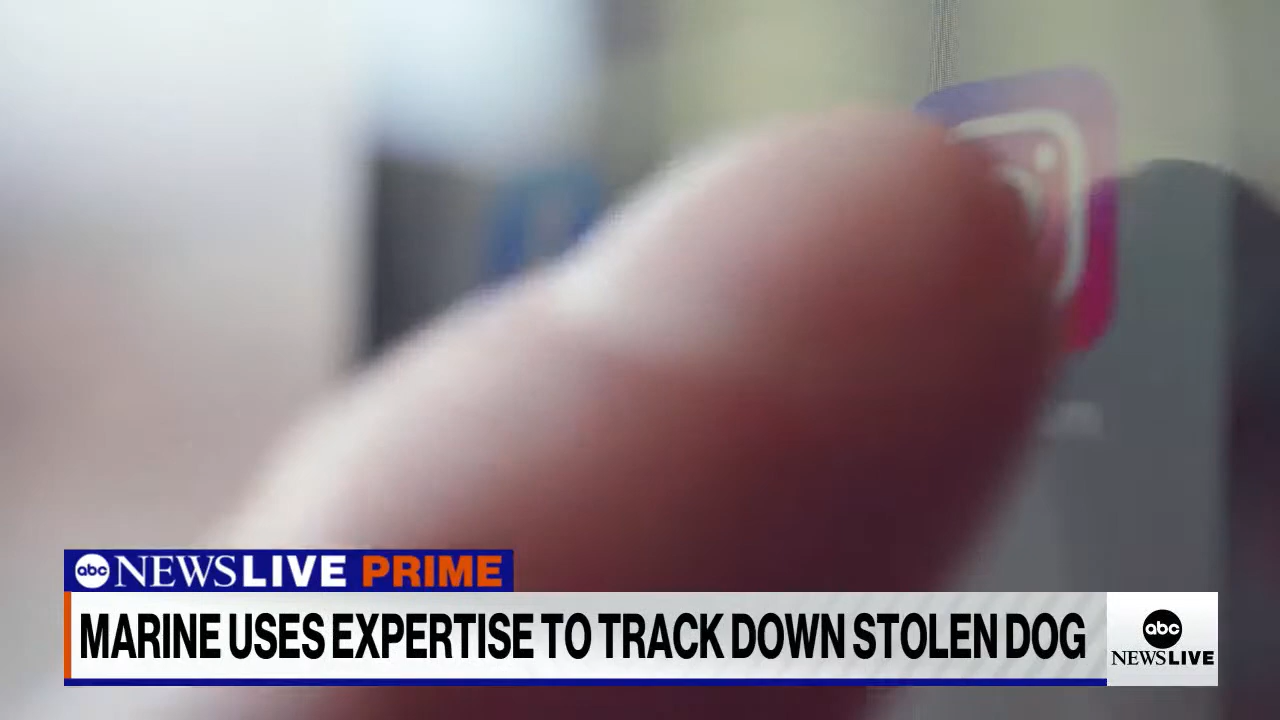 abc NEWS LIVE PRIME
MARINE USES EXPERTISE TO TRACK DOWN STOLEN DOG
abc
NEWS LIVE